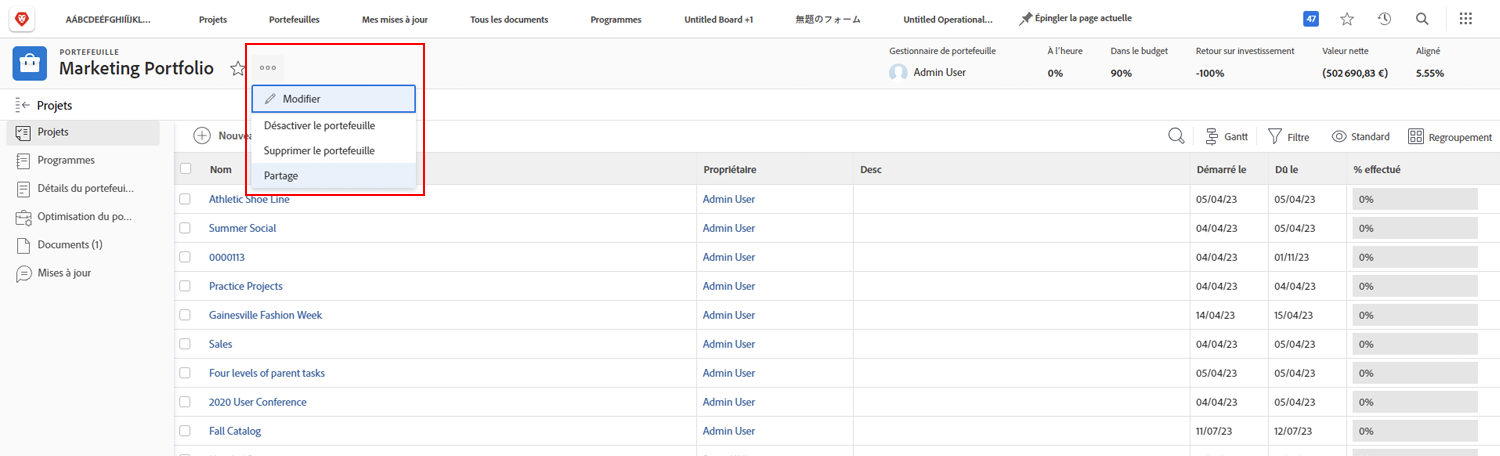 AÁBCDEÉFGHIÍJKL... Projets Portefeuilles Mes mises à jour Tous les documents Programmes Untitled Board +1 無題のフォーム Untitled Operational... Épingler la page actuelle 47
PORTEFEUILLE
Marketing Portfolio
Gestionnaire de portefeuille À l'heure Dans le budget Retour sur investissement Valeur nette Aligné
Admin User 0% 90% -100% (502 690,83 €) 5.55%
Modifier
Désactiver le portefeuille
Supprimer le portefeuille
Partage
Projets
Projets
Programmes
Détails du portefeui...
Optimisation du po...
Documents (1)
Mises à jour
Nouvea Gantt Filtre Standard Regroupement
Nom Propriétaire Desc Démarré le Dû le % effectué
Athletic Shoe Line Admin User 05/04/23 05/04/23 0%
Summer Social Admin User 04/04/23 05/04/23 0%
0000113 Admin User 04/04/23 01/11/23 0%
Practice Projects Admin User 04/04/23 04/04/23 0%
Gainesville Fashion Week Admin User 14/04/23 15/04/23 0%
Sales Admin User 04/04/23 05/04/23 0%
Four levels of parent tasks Admin User 05/04/23 05/04/23 0%
2020 User Conference Admin User 04/04/23 05/04/23 0%
Fall Catalog Admin User 11/07/23 12/07/23 0%